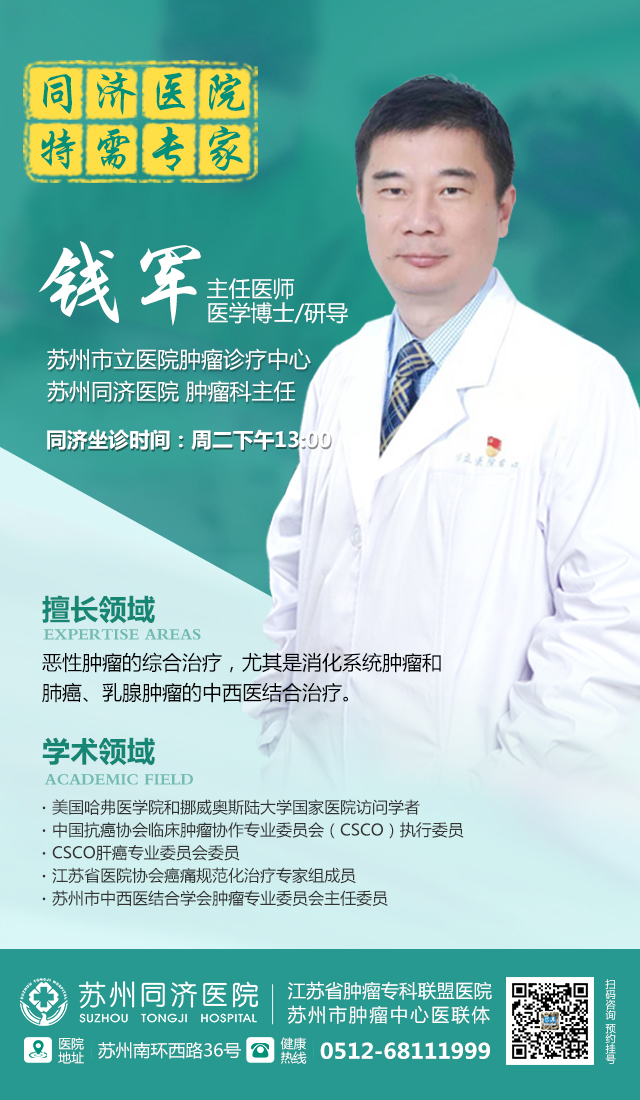 同济医院
特需专家
钱军
主任医师
医学博士/研导
苏州市立医院肿瘤诊疗中心
苏州同济医院 肿瘤科主任
同济坐诊时间：周二下午13:00
擅长领域
EXPERTISE AREAS
恶性肿瘤的综合治疗，尤其是消化系统肿瘤和
肺癌、乳腺肿瘤的中西医结合治疗。
学术领域
ACADEMIC FIELD
· 美国哈弗医学院和挪威奥斯陆大学国家医院访问学者
· 中国抗癌协会临床肿瘤协作专业委员会（CSCO）执行委员
· CSCO肝癌专业委员会委员
· 江苏省医院协会癌痛规范化治疗专家组成员
· 苏州市中西医结合学会肿瘤专业委员会主任委员
苏州同济医院
SUZHOU TONGJI HOSPITAL
江苏省肿瘤专科联盟医院
苏州市肿瘤中心医联体
医院
地址
苏州南环西路36号
健康
热线
0512-68111999
扫码咨询 预约挂号